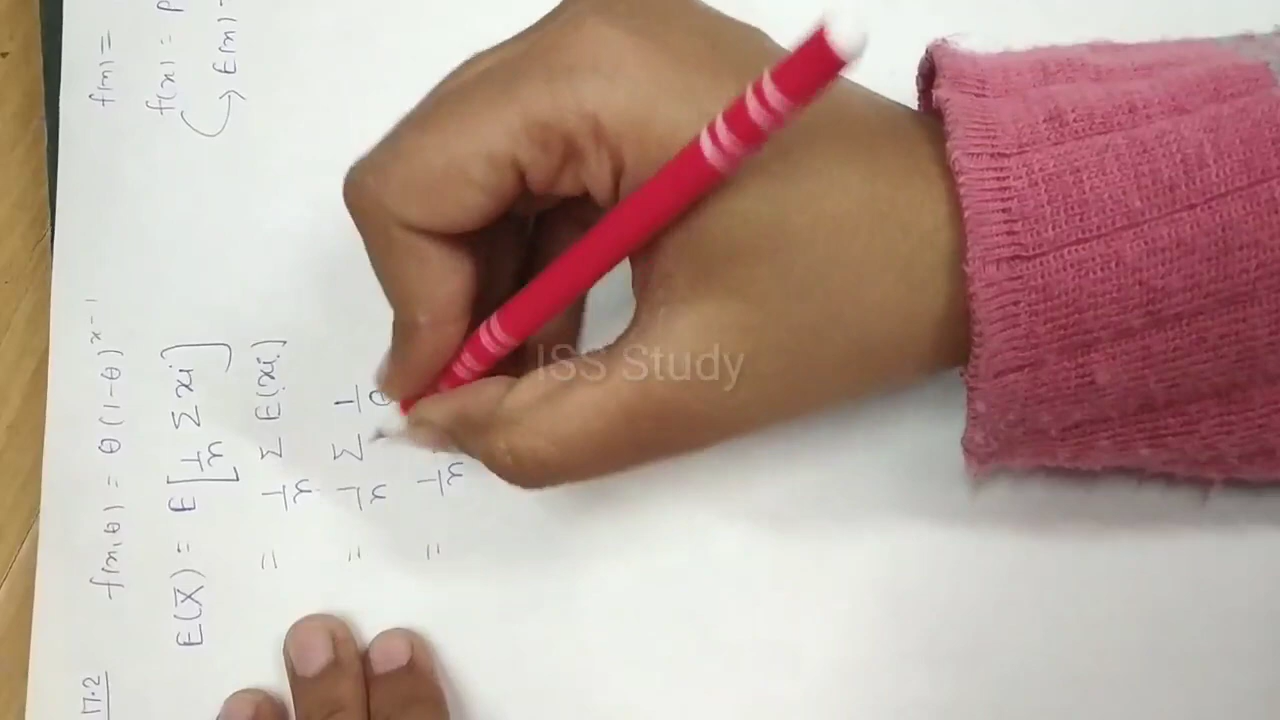 17.2
f(x,θ) = θ(1-θ)^{x-1}
E(X̄) = E[1/n Σ xi]
= 1/n Σ E(xi)
= 1/n Σ 1/
= 1/n
f(x) =
f(x) = p
↳ E(x)
ISS Study